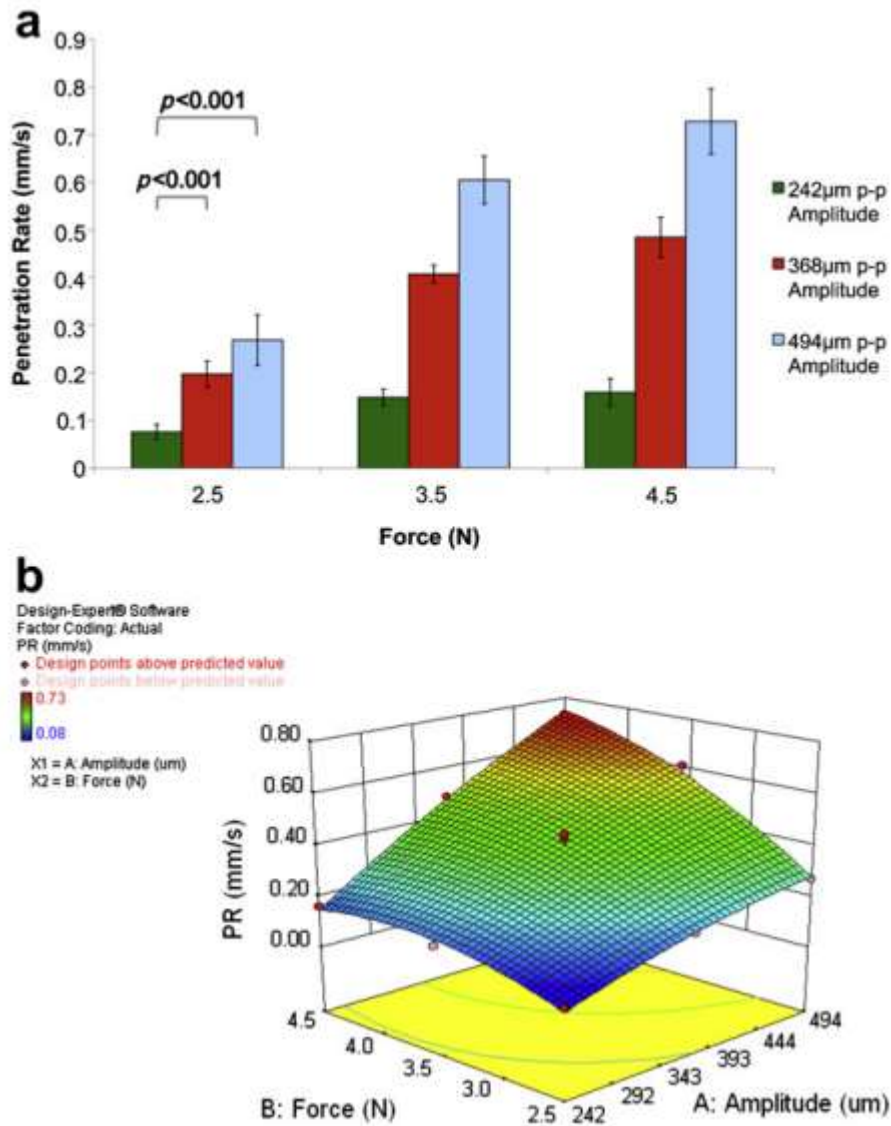 a
0.9
0.8
0.7
0.6
0.5
0.4
0.3
0.2
0.1
0
Penetration Rate (mm/s)
p<0.001
p<0.001
2.5 3.5 4.5
Force (N)
242µm p-p
Amplitude
368µm p-p
Amplitude
494µm p-p
Amplitude
b
Design-Expert® Software
Factor Coding: Actual
PR (mm/s)
Design points above predicted value
Design points below predicted value
0.73
0.08
X1 = A: Amplitude (um)
X2 = B: Force (N)
0.80
0.60
0.40
0.20
0.00
PR (mm/s)
4.5
4.0
3.5
3.0
2.5
B: Force (N)
242
292
343
393
444
494
A: Amplitude (um)